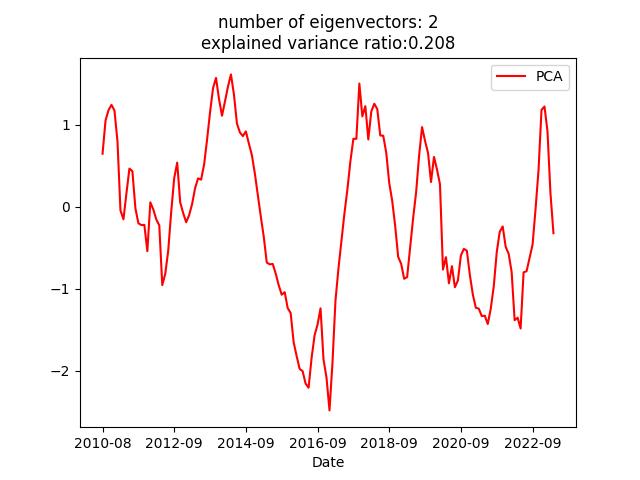 number of eigenvectors: 2
explained variance ratio:0.208
PCA
1
0
−1
−2
2010-08 2012-09 2014-09 2016-09 2018-09 2020-09 2022-09
Date